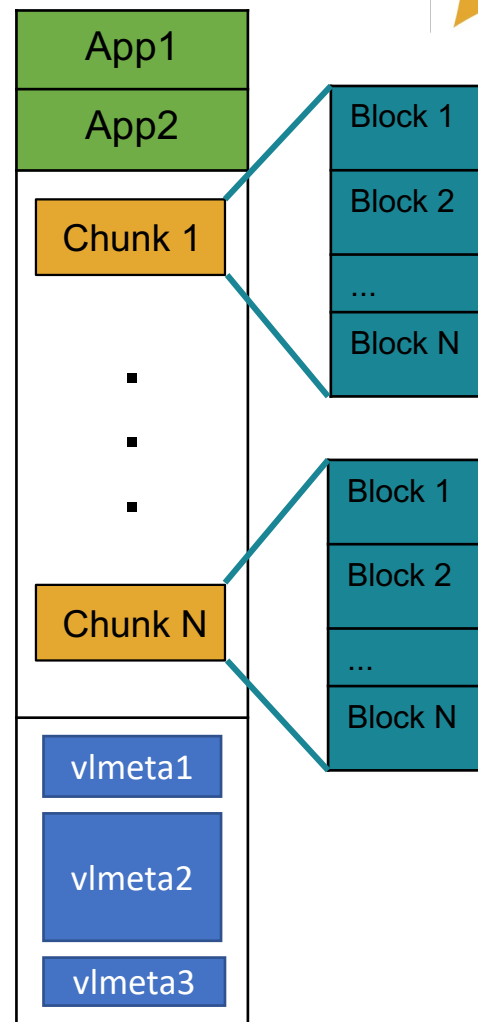 App1
App2
Chunk 1
Block 1
Block 2
...
Block N
.
.
.
Chunk N
Block 1
Block 2
...
Block N
vlmeta1
vlmeta2
vlmeta3